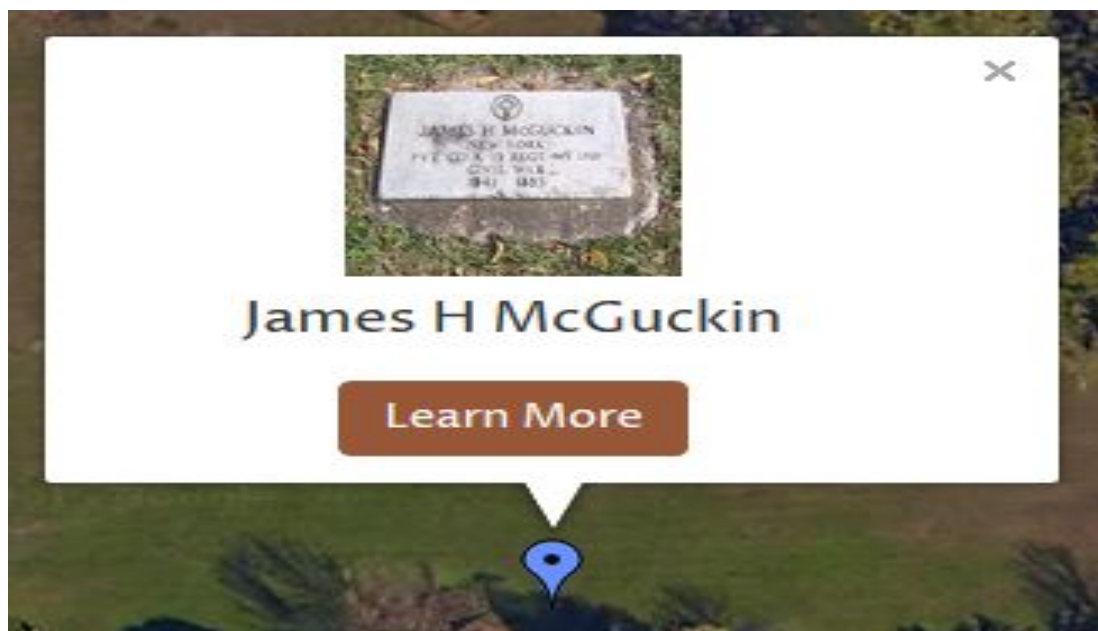 JAMES H MCGUCKIN
NEW YORK
CIVIL WAR
James H McGuckin
Learn More